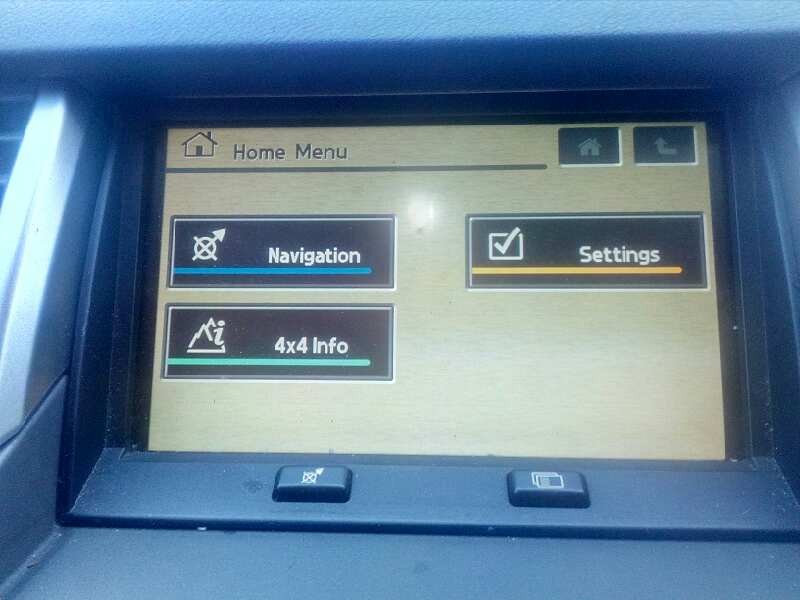 Home Menu
Navigation
Settings
4x4 Info